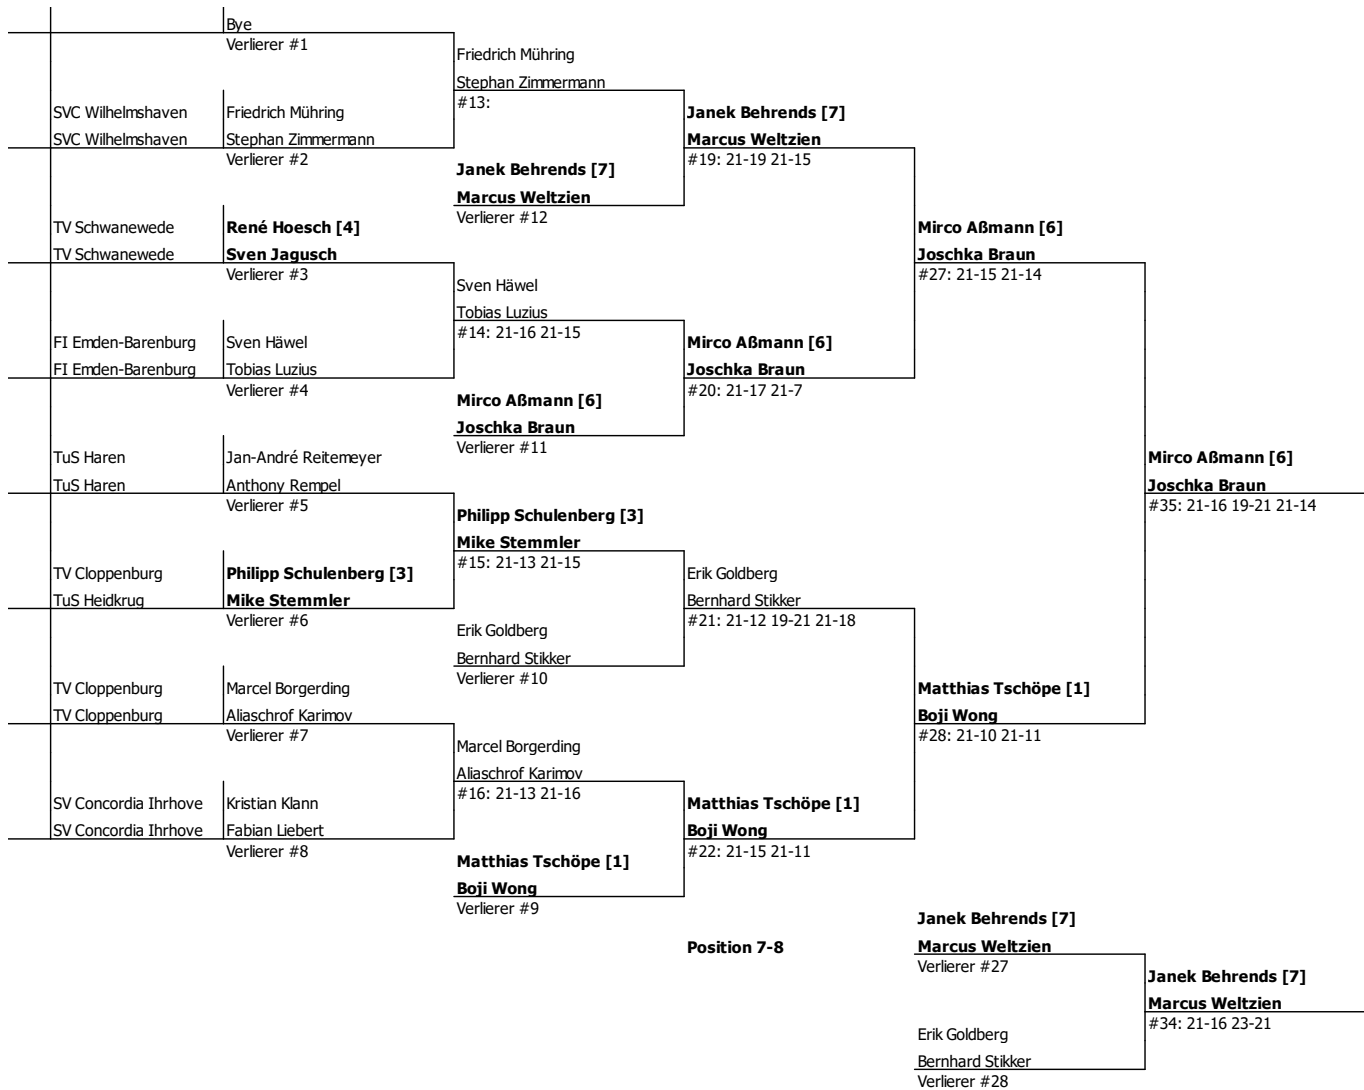 Bye
Verlierer #1
Friedrich Mühring
Stephan Zimmermann
#13:
SVC Wilhelmshaven Friedrich Mühring
SVC Wilhelmshaven Stephan Zimmermann
Verlierer #2
Janek Behrends [7]
Marcus Weltzien
#19: 21-19 21-15
Janek Behrends [7]
Marcus Weltzien
Verlierer #12
TV Schwanewede René Hoesch [4]
TV Schwanewede Sven Jagusch
Verlierer #3
Mirco Aßmann [6]
Joschka Braun
#27: 21-15 21-14
Sven Häwel
Tobias Luzius
#14: 21-16 21-15
FI Emden-Barenburg Sven Häwel
FI Emden-Barenburg Tobias Luzius
Verlierer #4
Mirco Aßmann [6]
Joschka Braun
#20: 21-17 21-7
Mirco Aßmann [6]
Joschka Braun
Verlierer #11
TuS Haren Jan-André Reitemeyer
TuS Haren Anthony Rempel
Verlierer #5
Mirco Aßmann [6]
Joschka Braun
#35: 21-16 19-21 21-14
Philipp Schulenberg [3]
Mike Stemmler
#15: 21-13 21-15
TV Cloppenburg Philipp Schulenberg [3]
TuS Heidkrug Mike Stemmler
Verlierer #6
Erik Goldberg
Bernhard Stikker
#21: 21-12 19-21 21-18
Erik Goldberg
Bernhard Stikker
Verlierer #10
TV Cloppenburg Marcel Borgerding
TV Cloppenburg Aliaschrof Karimov
Verlierer #7
Matthias Tschöpe [1]
Boji Wong
#28: 21-10 21-11
Marcel Borgerding
Aliaschrof Karimov
#16: 21-13 21-16
SV Concordia Ihrhove Kristian Klann
SV Concordia Ihrhove Fabian Liebert
Verlierer #8
Matthias Tschöpe [1]
Boji Wong
#22: 21-15 21-11
Matthias Tschöpe [1]
Boji Wong
Verlierer #9
Position 7-8
Janek Behrends [7]
Marcus Weltzien
Verlierer #27
Janek Behrends [7]
Marcus Weltzien
#34: 21-16 23-21
Erik Goldberg
Bernhard Stikker
Verlierer #28